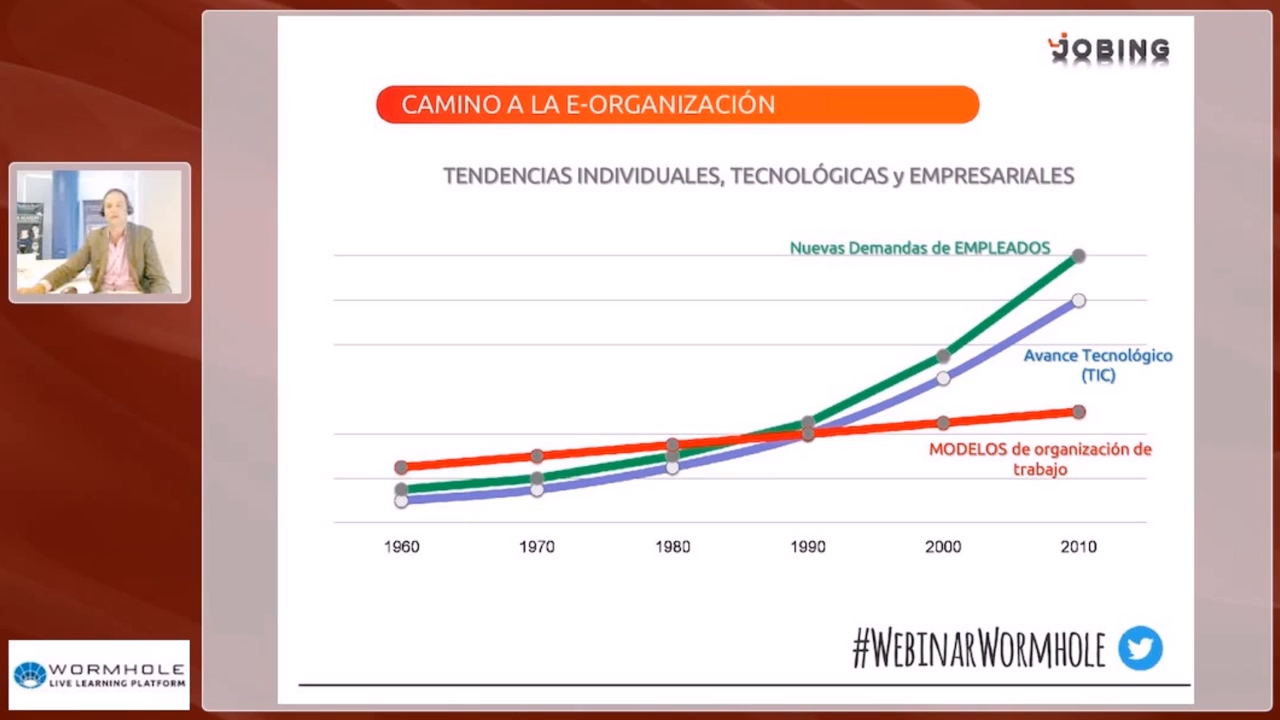 JOBING
CAMINO A LA E-ORGANIZACIÓN
TENDENCIAS INDIVIDUALES, TECNOLÓGICAS y EMPRESARIALES
Nuevas Demandas de EMPLEADOS
Avance Tecnológico
(TIC)
MODELOS de organización de
trabajo
1960 1970 1980 1990 2000 2010
#WEBINARWORMHOLE
WORMHOLE
LIVE LEARNING PLATFORM